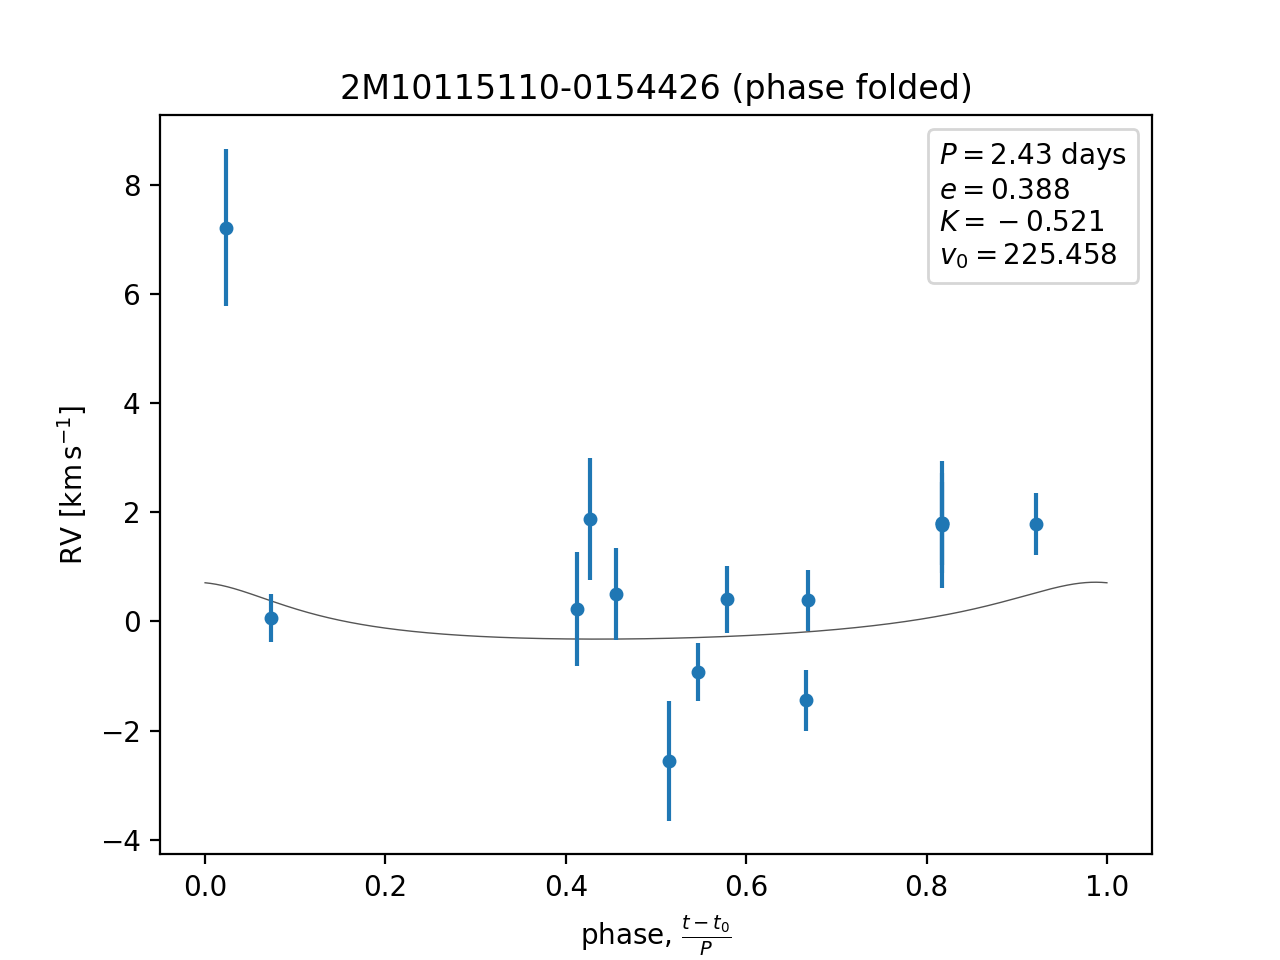 2M10115110-0154426 (phase folded)
P = 2.43 days
e = 0.388
K = −0.521
v₀ = 225.458
RV [km s⁻¹]
8
6
4
2
0
−2
−4
0.0 0.2 0.4 0.6 0.8 1.0
phase, (t − t₀)/P